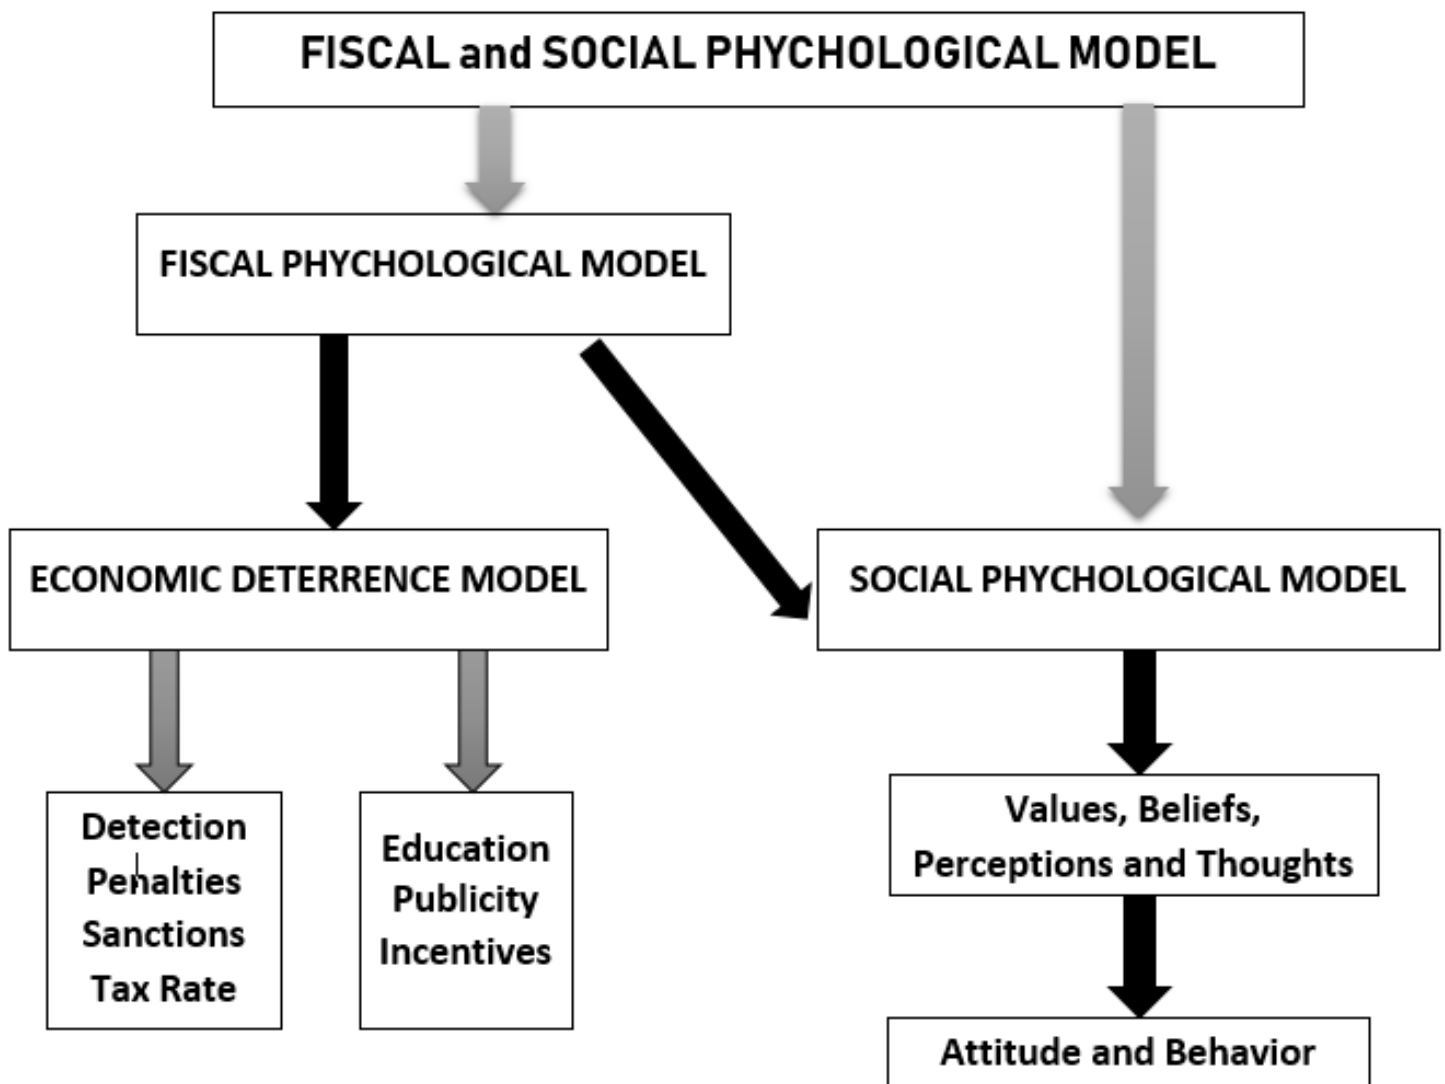 FISCAL and SOCIAL PHYCHOLOGICAL MODEL
FISCAL PHYCHOLOGICAL MODEL
ECONOMIC DETERRENCE MODEL
SOCIAL PHYCHOLOGICAL MODEL
Detection
Penalties
Sanctions
Tax Rate
Education
Publicity
Incentives
Values, Beliefs,
Perceptions and Thoughts
Attitude and Behavior